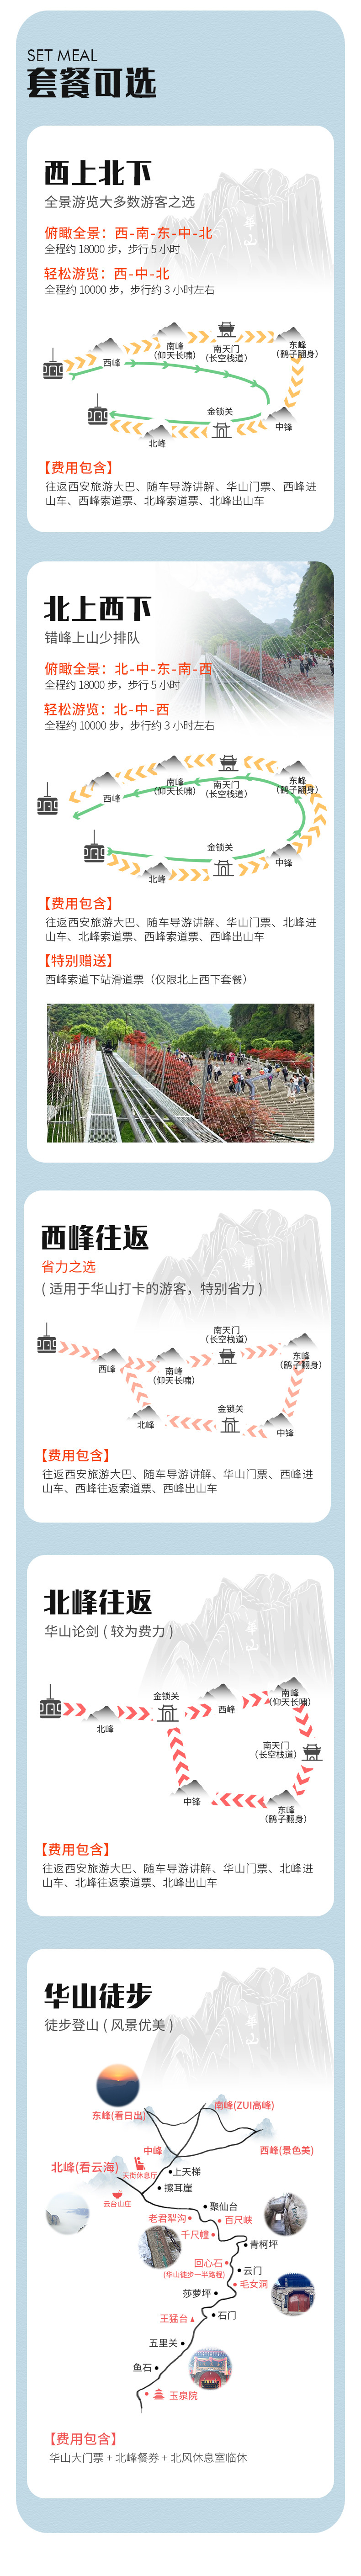 SET MEAL
套餐可选
西上北下
全景游览大多数游客之选
俯瞰全景：西-南-东-中-北
全程约 18000 步，步行 5 小时
轻松游览：西-中-北
全程约 10000 步，步行约 3 小时左右
西峰
南峰
（仰天长啸）
南天门
（长空栈道）
东峰
（鹞子翻身）
北峰
金锁关
中锋
【费用包含】
往返西安旅游大巴、随车导游讲解、华山门票、西峰进
山车、西峰索道票、北峰索道票、北峰出山车
北上西下
错峰上山少排队
俯瞰全景：北-中-东-南-西
全程约 18000 步，步行 5 小时
轻松游览：北-中-西
全程约 10000 步，步行约 3 小时左右
西峰
南峰
（仰天长啸）
南天门
（长空栈道）
东峰
（鹞子翻身）
北峰
金锁关
中锋
【费用包含】
往返西安旅游大巴、随车导游讲解、华山门票、北峰进
山车、北峰索道票、西峰索道票、西峰出山车
【特别赠送】
西峰索道下站滑道票（仅限北上西下套餐）
西峰往返
省力之选
( 适用于华山打卡的游客，特别省力 )
西峰
南峰
（仰天长啸）
南天门
（长空栈道）
东峰
（鹞子翻身）
北峰
金锁关
中锋
【费用包含】
往返西安旅游大巴、随车导游讲解、华山门票、西峰进
山车、西峰往返索道票、西峰出山车
北峰往返
华山论剑 ( 较为费力 )
北峰
金锁关
西峰
南峰
（仰天长啸）
南天门
（长空栈道）
中锋
东峰
（鹞子翻身）
【费用包含】
往返西安旅游大巴、随车导游讲解、华山门票、北峰进
山车、北峰往返索道票、北峰出山车
华山徒步
徒步登山 ( 风景优美 )
南峰(ZUI高峰)
东峰(看日出)
中峰
西峰(景色美)
北峰(看云海)
天街休息厅
上天梯
擦耳崖
云台山庄
聚仙台
老君犁沟
百尺峡
千尺幢
青柯坪
回心石
(华山徒步一半路程)
云门
毛女洞
莎萝坪
王猛台
石门
五里关
鱼石
玉泉院
【费用包含】
华山大门票 + 北峰餐券 + 北风休息室临休